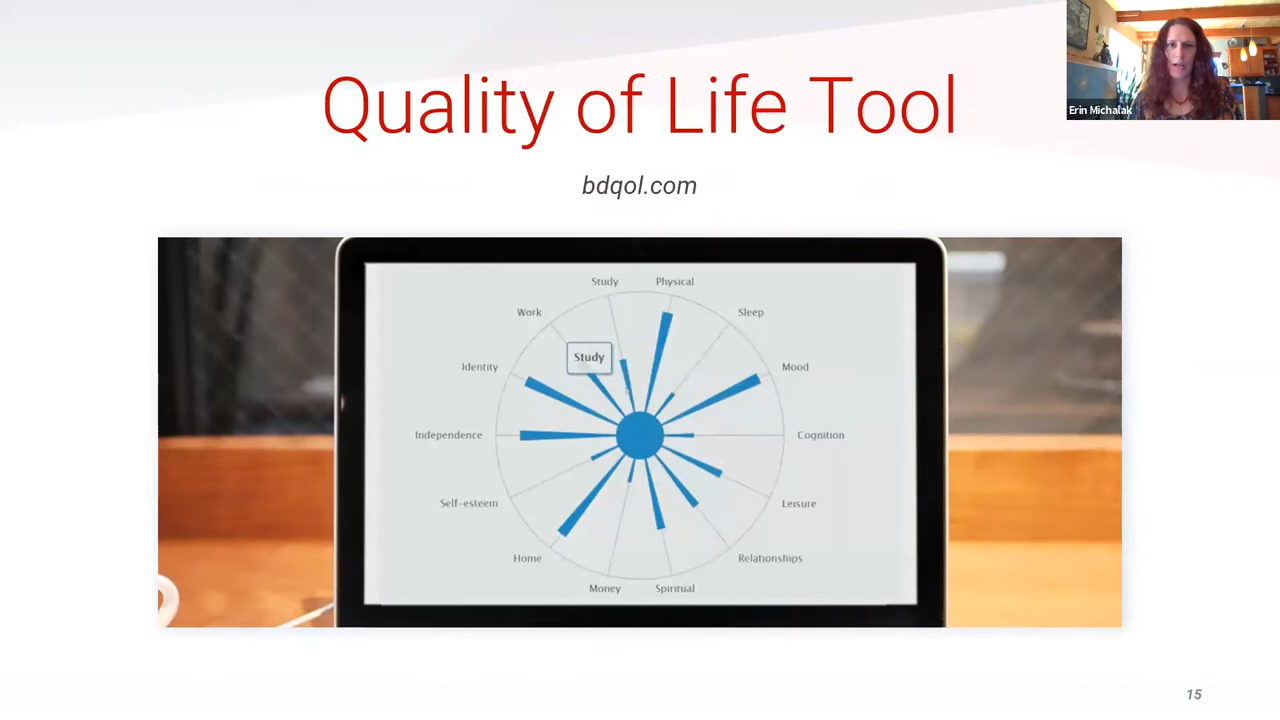 Quality of Life Tool
Erin Michalak
bdqol.com
Study
Physical
Work
Sleep
Study
Identity
Mood
Independence
Cognition
Self-esteem
Leisure
Home
Relationships
Money
Spiritual
15